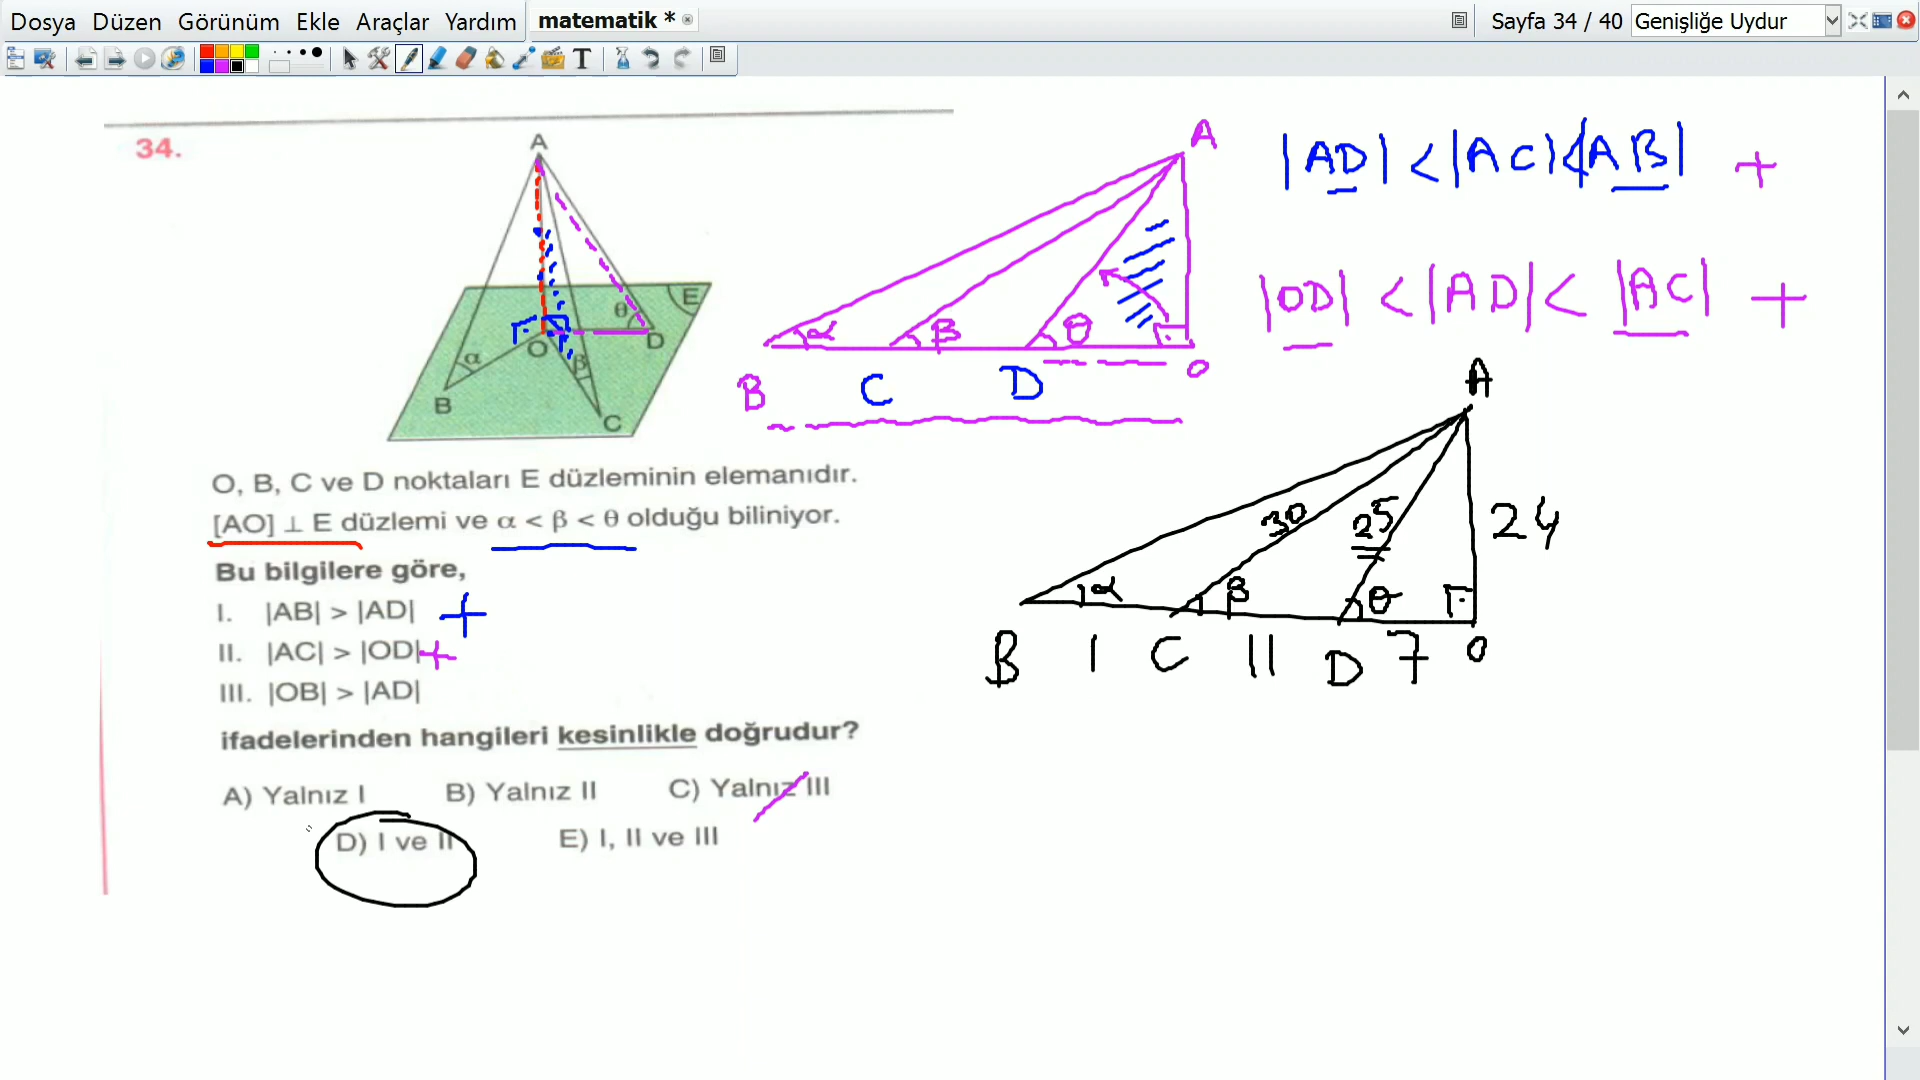 Dosya Düzen Görünüm Ekle Araçlar Yardım matematik * Sayfa 34 / 40 Genişliğe Uydur
34.
A
E
θ
D
O
α
β
B
C
O, B, C ve D noktaları E düzleminin elemanıdır.
[AO] ⊥ E düzlemi ve α < β < θ olduğu biliniyor.
Bu bilgilere göre,
I. |AB| > |AD| +
II. |AC| > |OD| +
III. |OB| > |AD|
ifadelerinden hangileri kesinlikle doğrudur?
A) Yalnız I B) Yalnız II C) Yalnız III
D) I ve II E) I, II ve III
A
α β θ
B C D O
|AD| < |AC| < |AB| +
|OD| < |AD| < |AC| +
A
30 25 24
α β θ
B 1 C 11 D 7 O